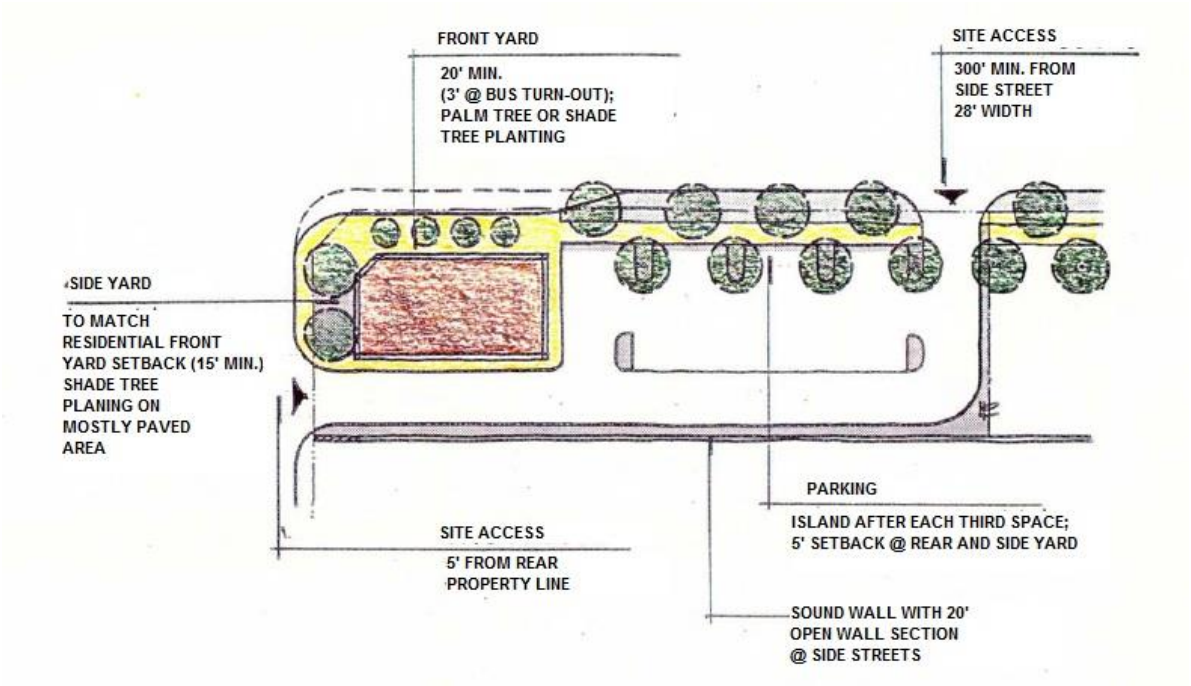 FRONT YARD
20' MIN.
(3' @ BUS TURN-OUT);
PALM TREE OR SHADE
TREE PLANTING
SITE ACCESS
300' MIN. FROM
SIDE STREET
28' WIDTH
SIDE YARD
TO MATCH
RESIDENTIAL FRONT
YARD SETBACK (15' MIN.)
SHADE TREE
PLANING ON
MOSTLY PAVED
AREA
PARKING
ISLAND AFTER EACH THIRD SPACE;
5' SETBACK @ REAR AND SIDE YARD
SITE ACCESS
5' FROM REAR
PROPERTY LINE
SOUND WALL WITH 20'
OPEN WALL SECTION
@ SIDE STREETS